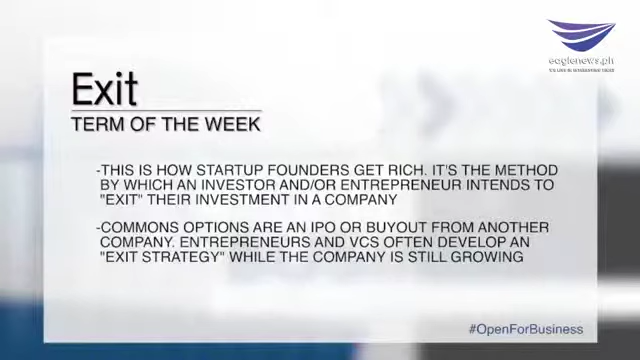 eaglenews.ph
Exit
TERM OF THE WEEK
-THIS IS HOW STARTUP FOUNDERS GET RICH. IT'S THE METHOD
BY WHICH AN INVESTOR AND/OR ENTREPRENEUR INTENDS TO
"EXIT" THEIR INVESTMENT IN A COMPANY
-COMMONS OPTIONS ARE AN IPO OR BUYOUT FROM ANOTHER
COMPANY. ENTREPRENEURS AND VCS OFTEN DEVELOP AN
"EXIT STRATEGY" WHILE THE COMPANY IS STILL GROWING
#OpenForBusiness